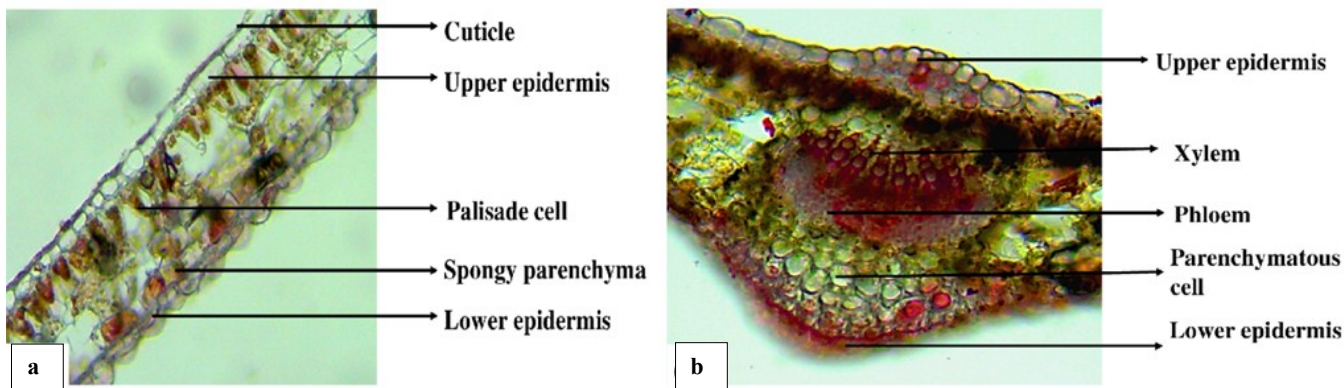 Cuticle
Upper epidermis
Palisade cell
Spongy parenchyma
Lower epidermis
a
Upper epidermis
Xylem
Phloem
Parenchymatous
cell
Lower epidermis
b